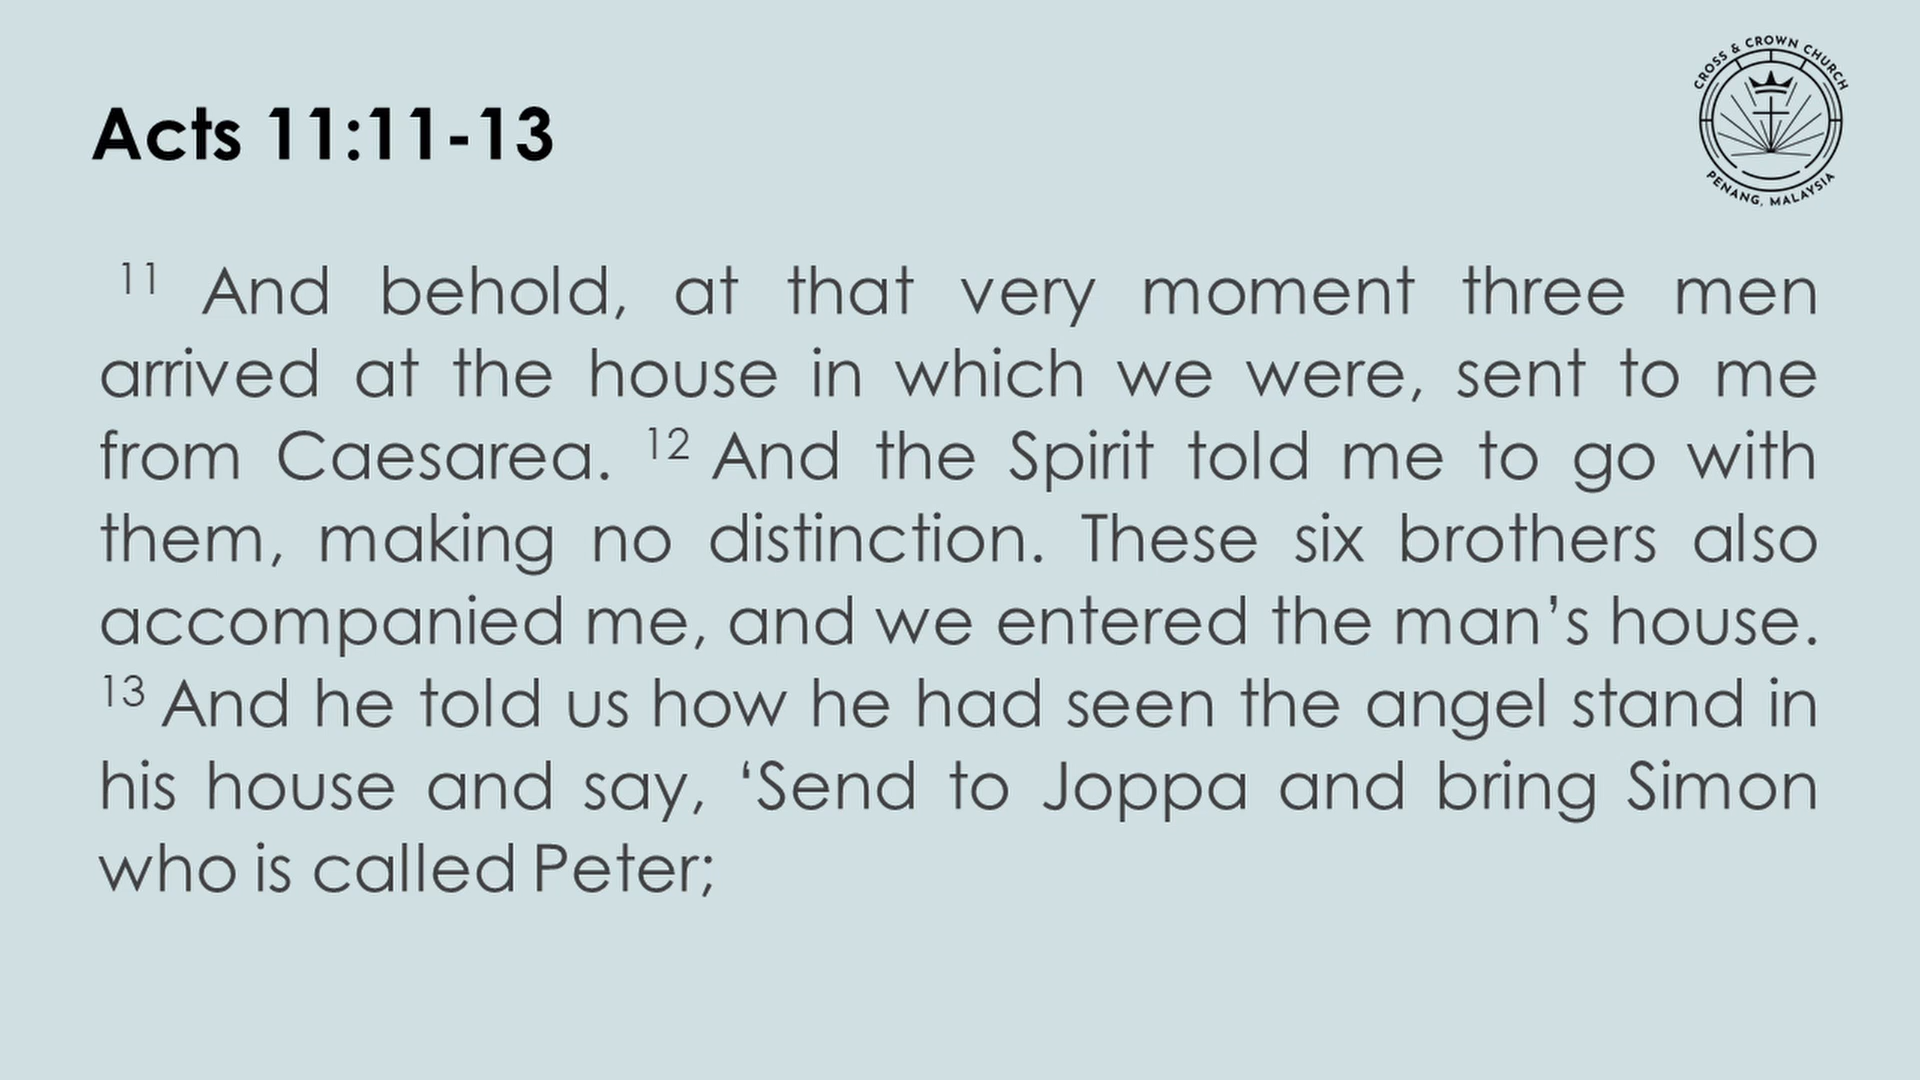 CROSS & CROWN CHURCH
PENANG, MALAYSIA
Acts 11:11-13
11 And behold, at that very moment three men
arrived at the house in which we were, sent to me
from Caesarea. 12 And the Spirit told me to go with
them, making no distinction. These six brothers also
accompanied me, and we entered the man’s house.
13 And he told us how he had seen the angel stand in
his house and say, ‘Send to Joppa and bring Simon
who is called Peter;